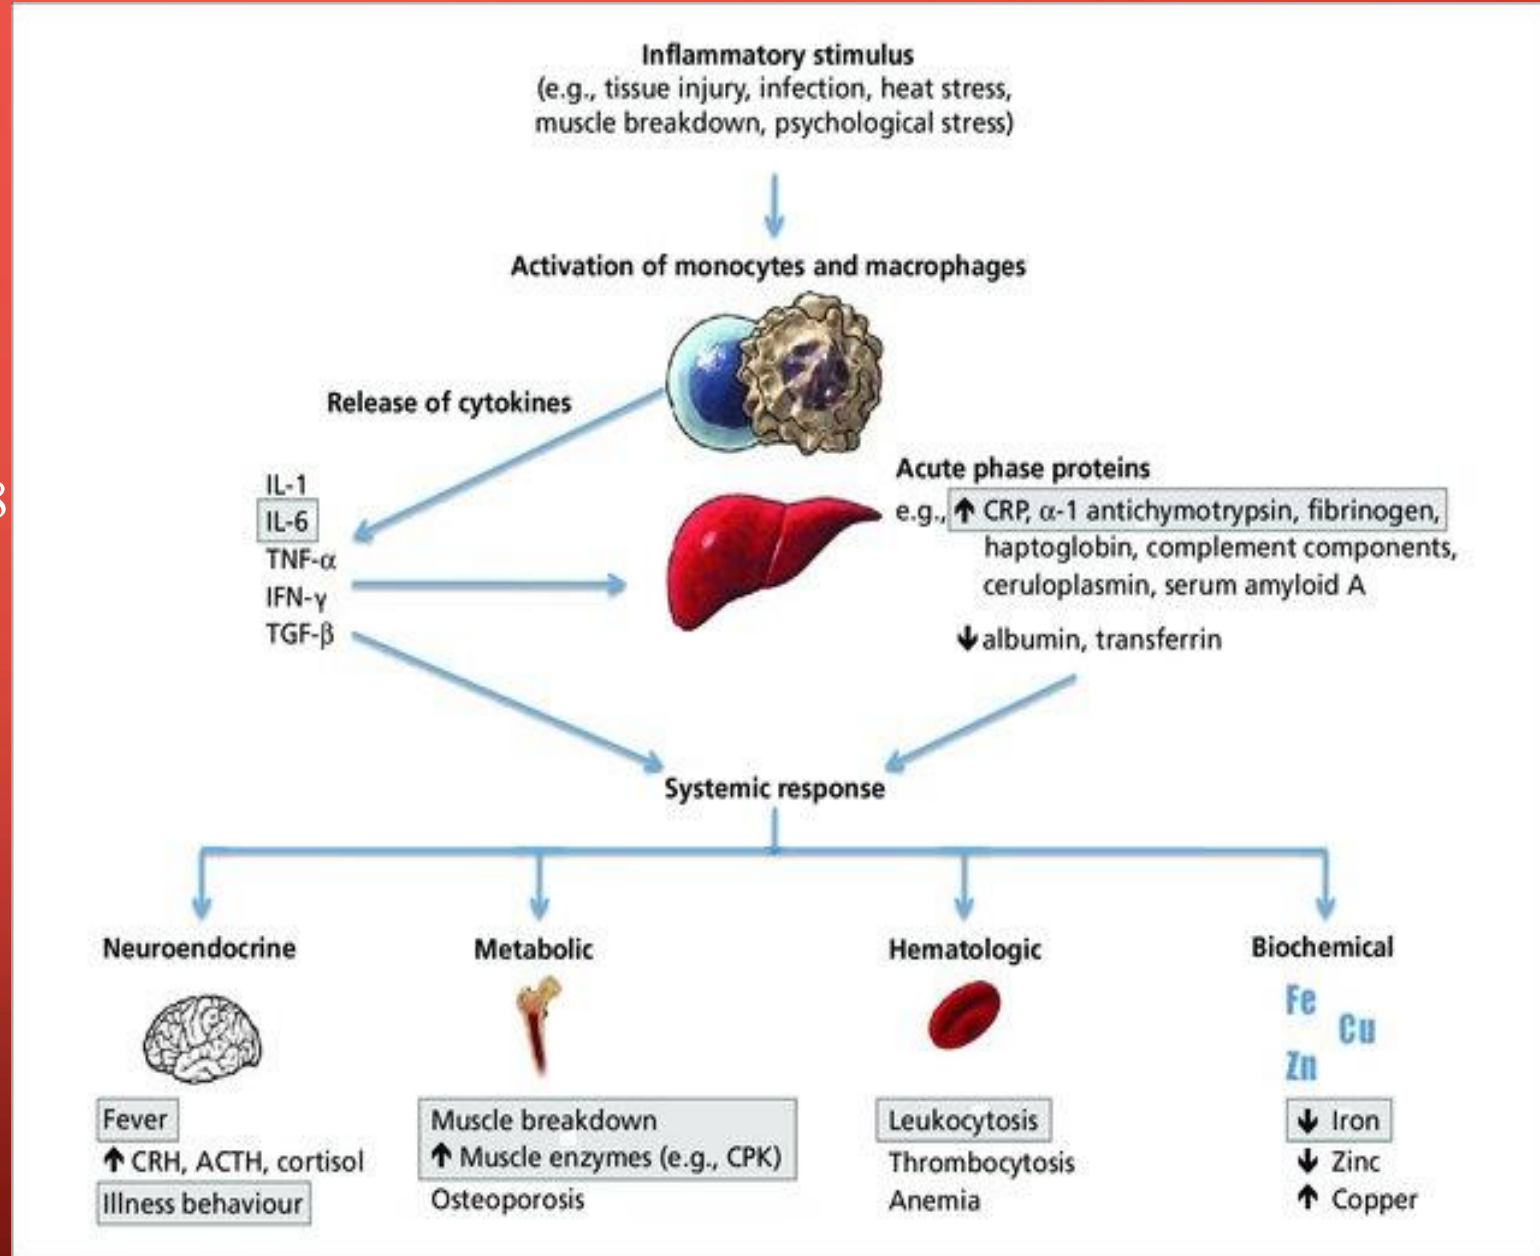 Inflammatory stimulus
(e.g., tissue injury, infection, heat stress,
muscle breakdown, psychological stress)
Activation of monocytes and macrophages
Release of cytokines
IL-1
IL-6
TNF-α
IFN-γ
TGF-β
8
Acute phase proteins
e.g., ↑ CRP, α-1 antichymotrypsin, fibrinogen,
haptoglobin, complement components,
ceruloplasmin, serum amyloid A
↓ albumin, transferrin
Systemic response
Neuroendocrine
Fever
↑ CRH, ACTH, cortisol
Illness behaviour
Metabolic
Muscle breakdown
↑ Muscle enzymes (e.g., CPK)
Osteoporosis
Hematologic
Leukocytosis
Thrombocytosis
Anemia
Biochemical
Fe
Cu
Zn
↓ Iron
↓ Zinc
↑ Copper